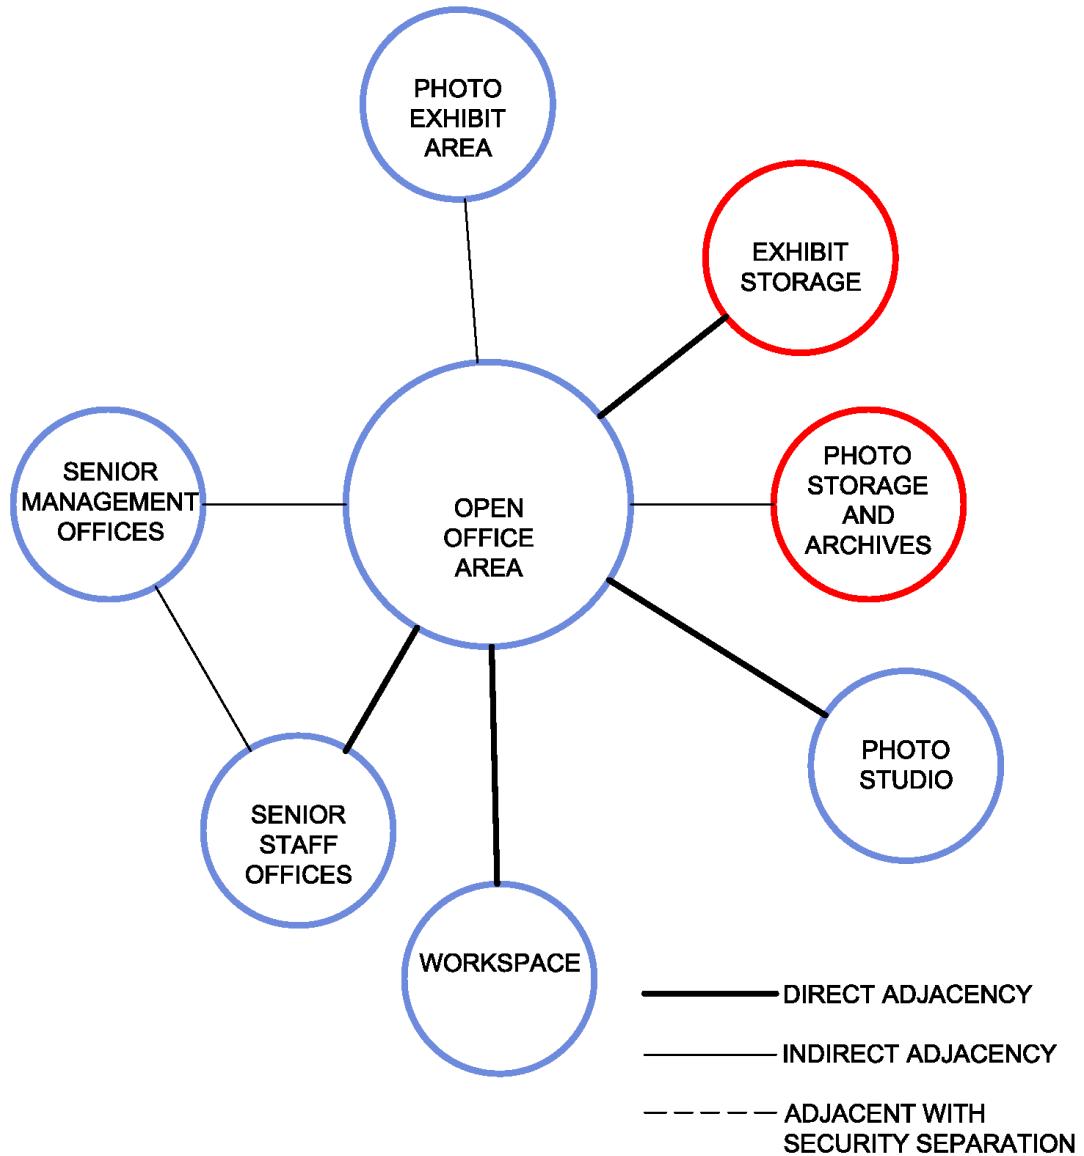 PHOTO
EXHIBIT
AREA
EXHIBIT
STORAGE
SENIOR
MANAGEMENT
OFFICES
OPEN
OFFICE
AREA
PHOTO
STORAGE
AND
ARCHIVES
PHOTO
STUDIO
SENIOR
STAFF
OFFICES
WORKSPACE
DIRECT ADJACENCY
INDIRECT ADJACENCY
ADJACENT WITH
SECURITY SEPARATION